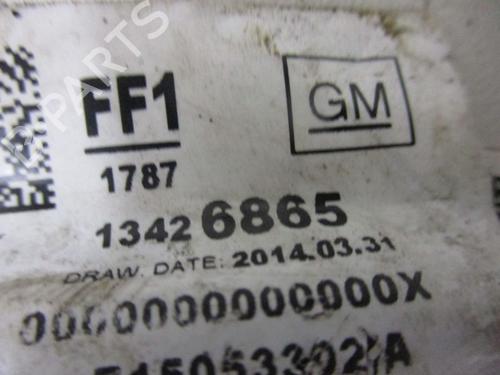 B-PARTS
FF1
GM
1787
13426865
DRAW. DATE: 2014.03.31
0000000000000X